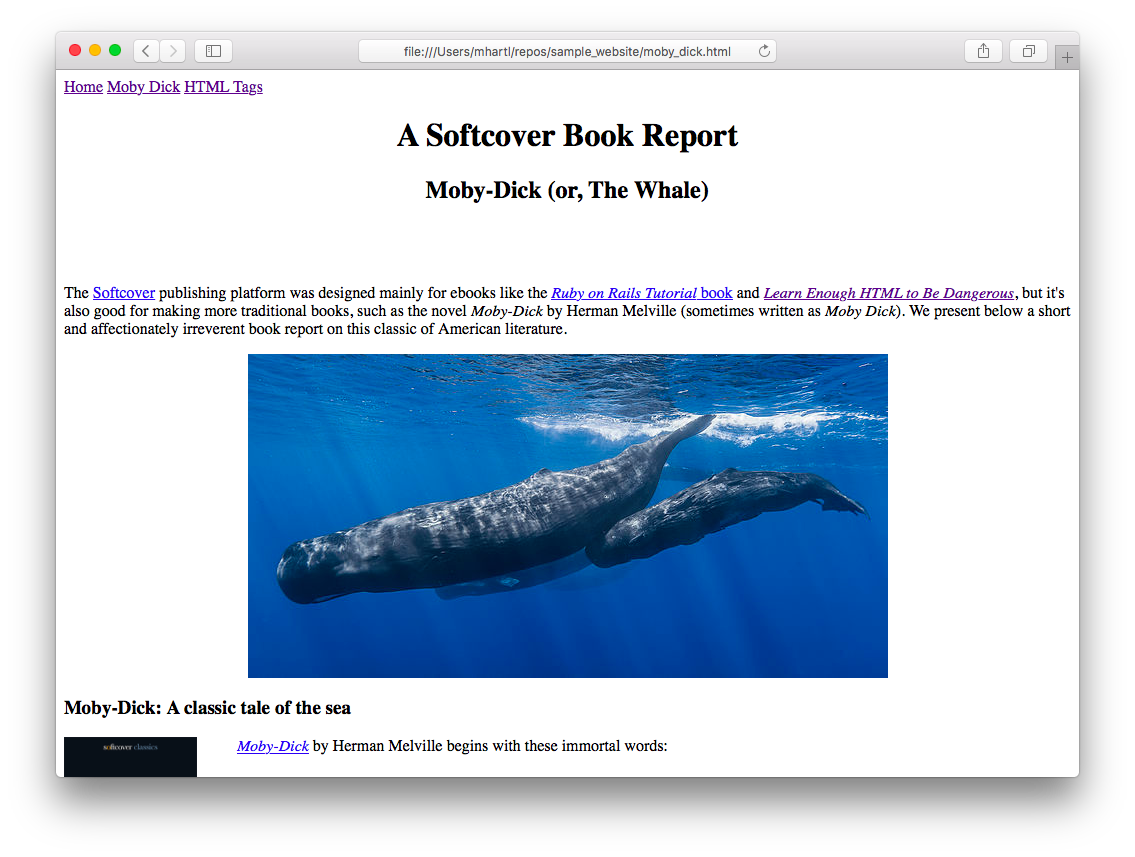 file:///Users/mhartl/repos/sample_website/moby_dick.html
Home Moby Dick HTML Tags
A Softcover Book Report
Moby-Dick (or, The Whale)
The Softcover publishing platform was designed mainly for ebooks like the Ruby on Rails Tutorial book and Learn Enough HTML to Be Dangerous, but it's
also good for making more traditional books, such as the novel Moby-Dick by Herman Melville (sometimes written as Moby Dick). We present below a short
and affectionately irreverent book report on this classic of American literature.
Moby-Dick: A classic tale of the sea
softcover classics
Moby-Dick by Herman Melville begins with these immortal words: